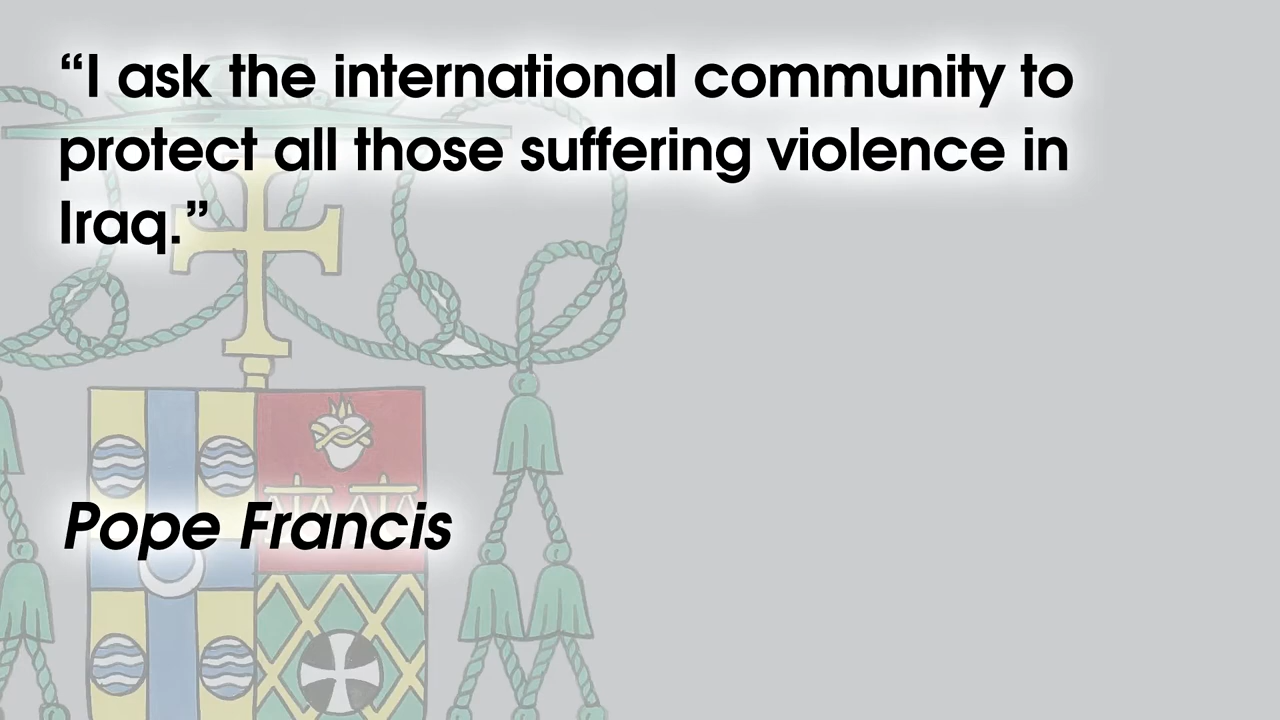 “I ask the international community to
protect all those suffering violence in
Iraq.”
Pope Francis